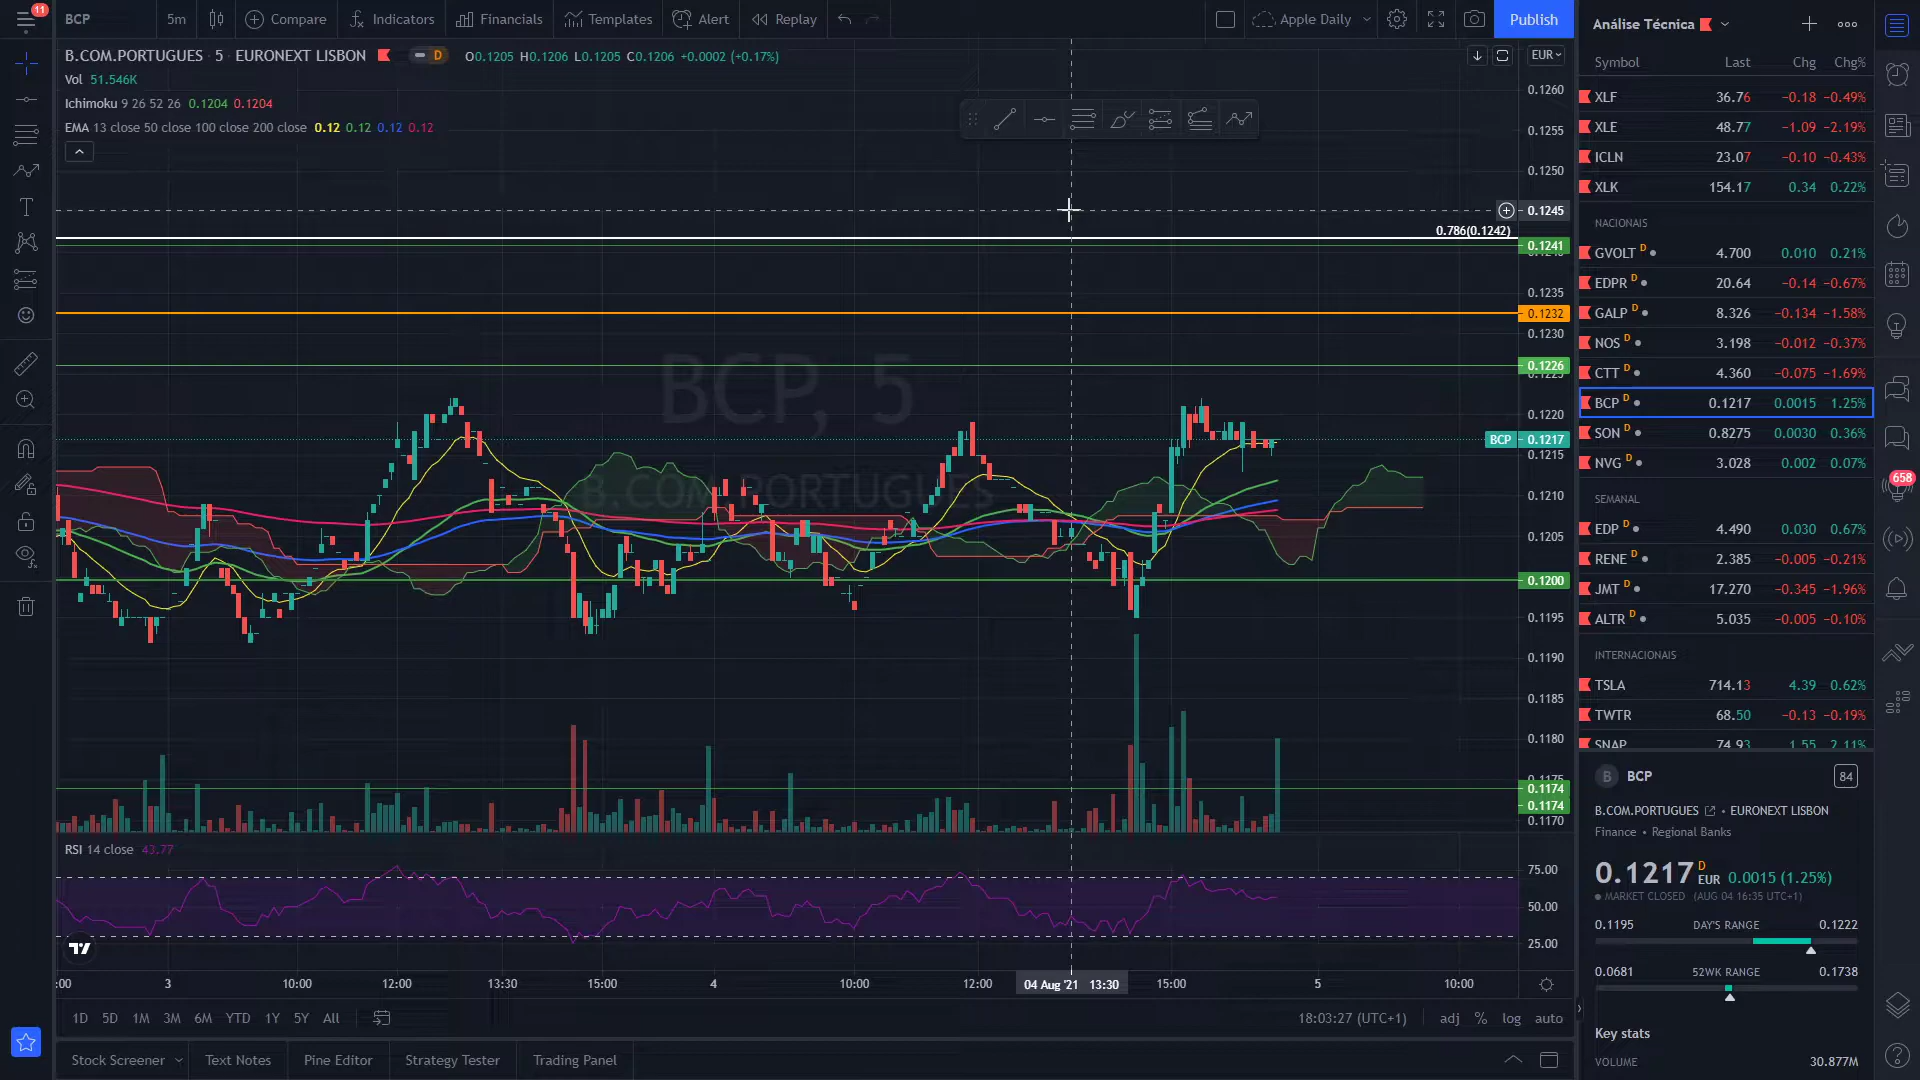 11
BCP
5m
Compare
Indicators
Financials
Templates
Alert
Replay
Apple Daily
Publish
B.COM.PORTUGUES · 5 · EURONEXT LISBON
D
O0.1205 H0.1206 L0.1205 C0.1206 +0.0002 (+0.17%)
EUR
Vol 51.546K
Ichimoku 9 26 52 26 0.1204 0.1204
EMA 13 close 50 close 100 close 200 close 0.12 0.12 0.12 0.12
BCP, 5
B.COM.PORTUGUES
0.786(0.1242)
0.1260
0.1255
0.1250
0.1245
0.1241
0.1235
0.1232
0.1230
0.1226
0.1220
BCP 0.1217
0.1215
0.1210
0.1205
0.1200
0.1195
0.1190
0.1185
0.1180
0.1175
0.1174
0.1174
0.1170
RSI 14 close 43.77
75.00
50.00
25.00
:00 3 10:00 12:00 13:30 15:00 4 10:00 12:00 04 Aug '21 13:30 15:00 5 10:00
1D 5D 1M 3M 6M YTD 1Y 5Y All
18:03:27 (UTC+1)
adj % log auto
Stock Screener
Text Notes
Pine Editor
Strategy Tester
Trading Panel
Análise Técnica
Symbol Last Chg Chg%
XLF 36.76 −0.18 −0.49%
XLE 48.77 −1.09 −2.19%
ICLN 23.07 −0.10 −0.43%
XLK 154.17 0.34 0.22%
NACIONAIS
GVOLT D 4.700 0.010 0.21%
EDPR D 20.64 −0.14 −0.67%
GALP D 8.326 −0.134 −1.58%
NOS D 3.198 −0.012 −0.37%
CTT D 4.360 −0.075 −1.69%
BCP D 0.1217 0.0015 1.25%
SON D 0.8275 0.0030 0.36%
NVG D 3.028 0.002 0.07%
SEMANAL
EDP D 4.490 0.030 0.67%
RENE D 2.385 −0.005 −0.21%
JMT D 17.270 −0.345 −1.96%
ALTR D 5.035 −0.005 −0.10%
INTERNACIONAIS
TSLA 714.13 4.39 0.62%
TWTR 68.50 −0.13 −0.19%
SNAP 74.93 1.55 2.11%
B BCP 84
B.COM.PORTUGUES • EURONEXT LISBON
Finance • Regional Banks
0.1217 D EUR 0.0015 (1.25%)
MARKET CLOSED (AUG 04 16:35 UTC+1)
0.1195 DAY'S RANGE 0.1222
0.0681 52WK RANGE 0.1738
Key stats
VOLUME 30.877M
658